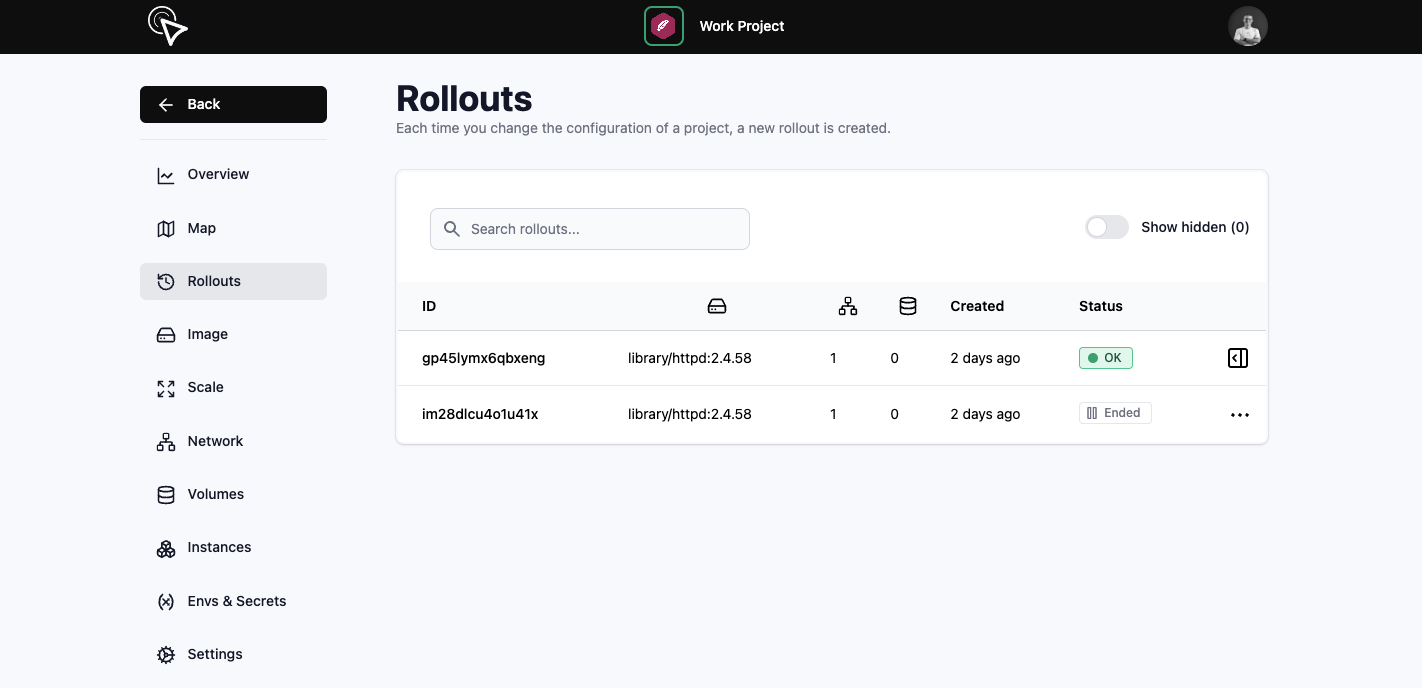 Work Project
Back
Overview
Map
Rollouts
Image
Scale
Network
Volumes
Instances
Envs & Secrets
Settings
Rollouts
Each time you change the configuration of a project, a new rollout is created.
Search rollouts...
Show hidden (0)
ID Created Status
gp45lymx6qbxeng library/httpd:2.4.58 1 0 2 days ago OK
im28dlcu4o1u41x library/httpd:2.4.58 1 0 2 days ago Ended